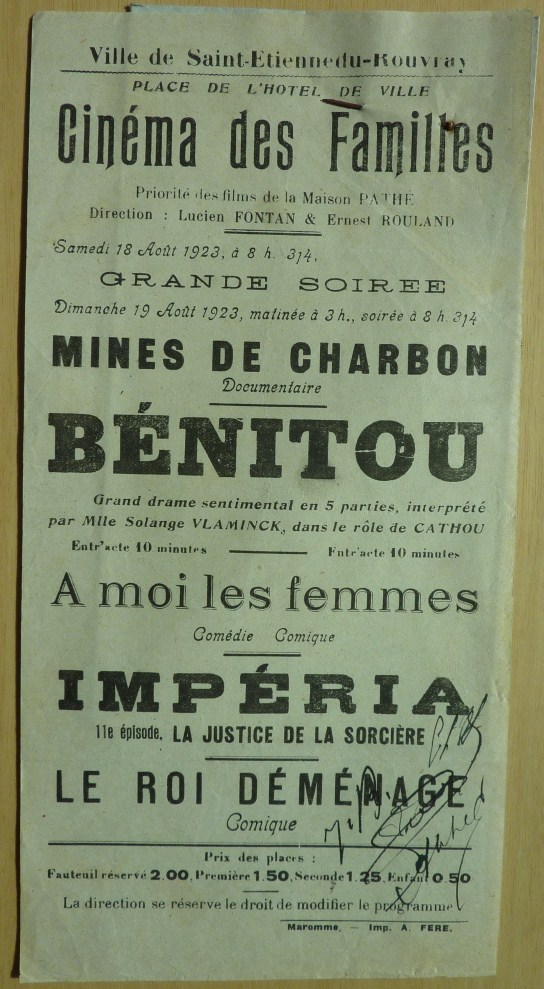 Ville de Saint-Etiennedu-Rouvray
PLACE DE L'HOTEL DE VILLE
Cinéma des Familles
Priorité des films de la Maison PATHE
Direction : Lucien FONTAN & Ernest ROULAND
Samedi 18 Août 1923, à 8 h. 3/4,
GRANDE SOIREE
Dimanche 19 Août 1923, matinée à 3 h., soirée à 8 h. 3/4
MINES DE CHARBON
Documentaire
BÉNITOU
Grand drame sentimental en 5 parties, interprété
par Mlle Solange VLAMINCK, dans le rôle de CATHOU
Entr'acte 10 minutes Entr'acte 10 minutes
A moi les femmes
Comédie Comique
IMPÉRIA
11e épisode. LA JUSTICE DE LA SORCIÈRE
LE ROI DÉMÉNAGE
Comique
Prix des places :
Fauteuil réservé 2.00, Première 1.50, Seconde 1.25, Enfant 0.50
La direction se réserve le droit de modifier le programme
Maromme. — Imp. A. FERE.